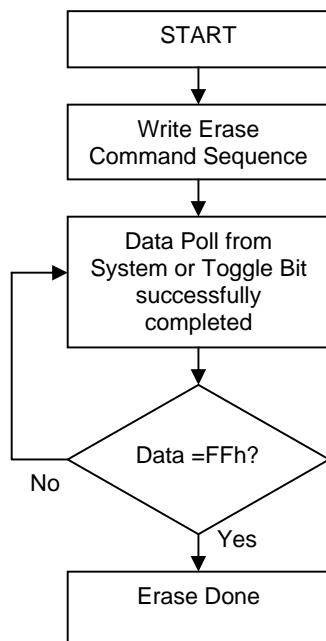 START
Write Erase
Command Sequence
Data Poll from
System or Toggle Bit
successfully
completed
Data =FFh?
No
Yes
Erase Done